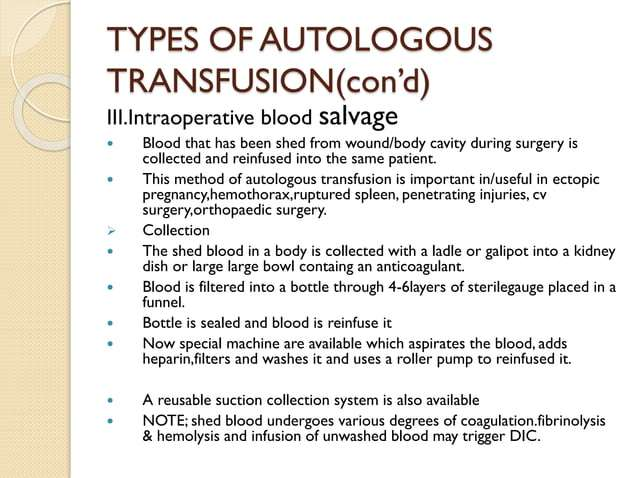 TYPES OF AUTOLOGOUS
TRANSFUSION(con’d)
III.Intraoperative blood salvage
• Blood that has been shed from wound/body cavity during surgery is
collected and reinfused into the same patient.
• This method of autologous transfusion is important in/useful in ectopic
pregnancy,hemothorax,ruptured spleen, penetrating injuries, cv
surgery,orthopaedic surgery.
➢ Collection
• The shed blood in a body is collected with a ladle or galipot into a kidney
dish or large large bowl containg an anticoagulant.
• Blood is filtered into a bottle through 4-6layers of sterilegauge placed in a
funnel.
• Bottle is sealed and blood is reinfuse it
• Now special machine are available which aspirates the blood, adds
heparin,filters and washes it and uses a roller pump to reinfused it.
• A reusable suction collection system is also available
• NOTE; shed blood undergoes various degrees of coagulation.fibrinolysis
& hemolysis and infusion of unwashed blood may trigger DIC.